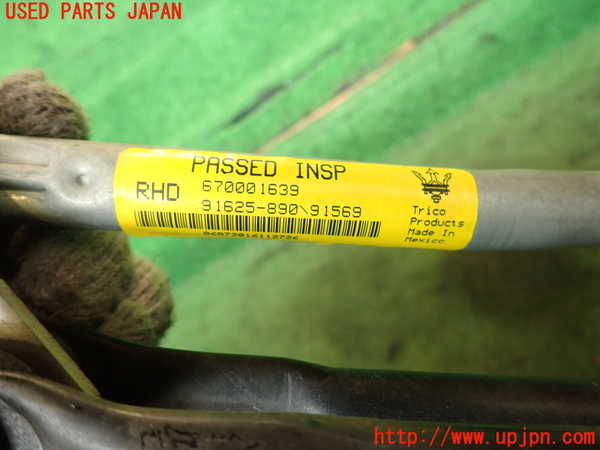 USED PARTS JAPAN
PASSED INSP
RHD 670001639
91625-890\91569
Trico
Products
Made In
Mexico
http://www.upjpn.com/